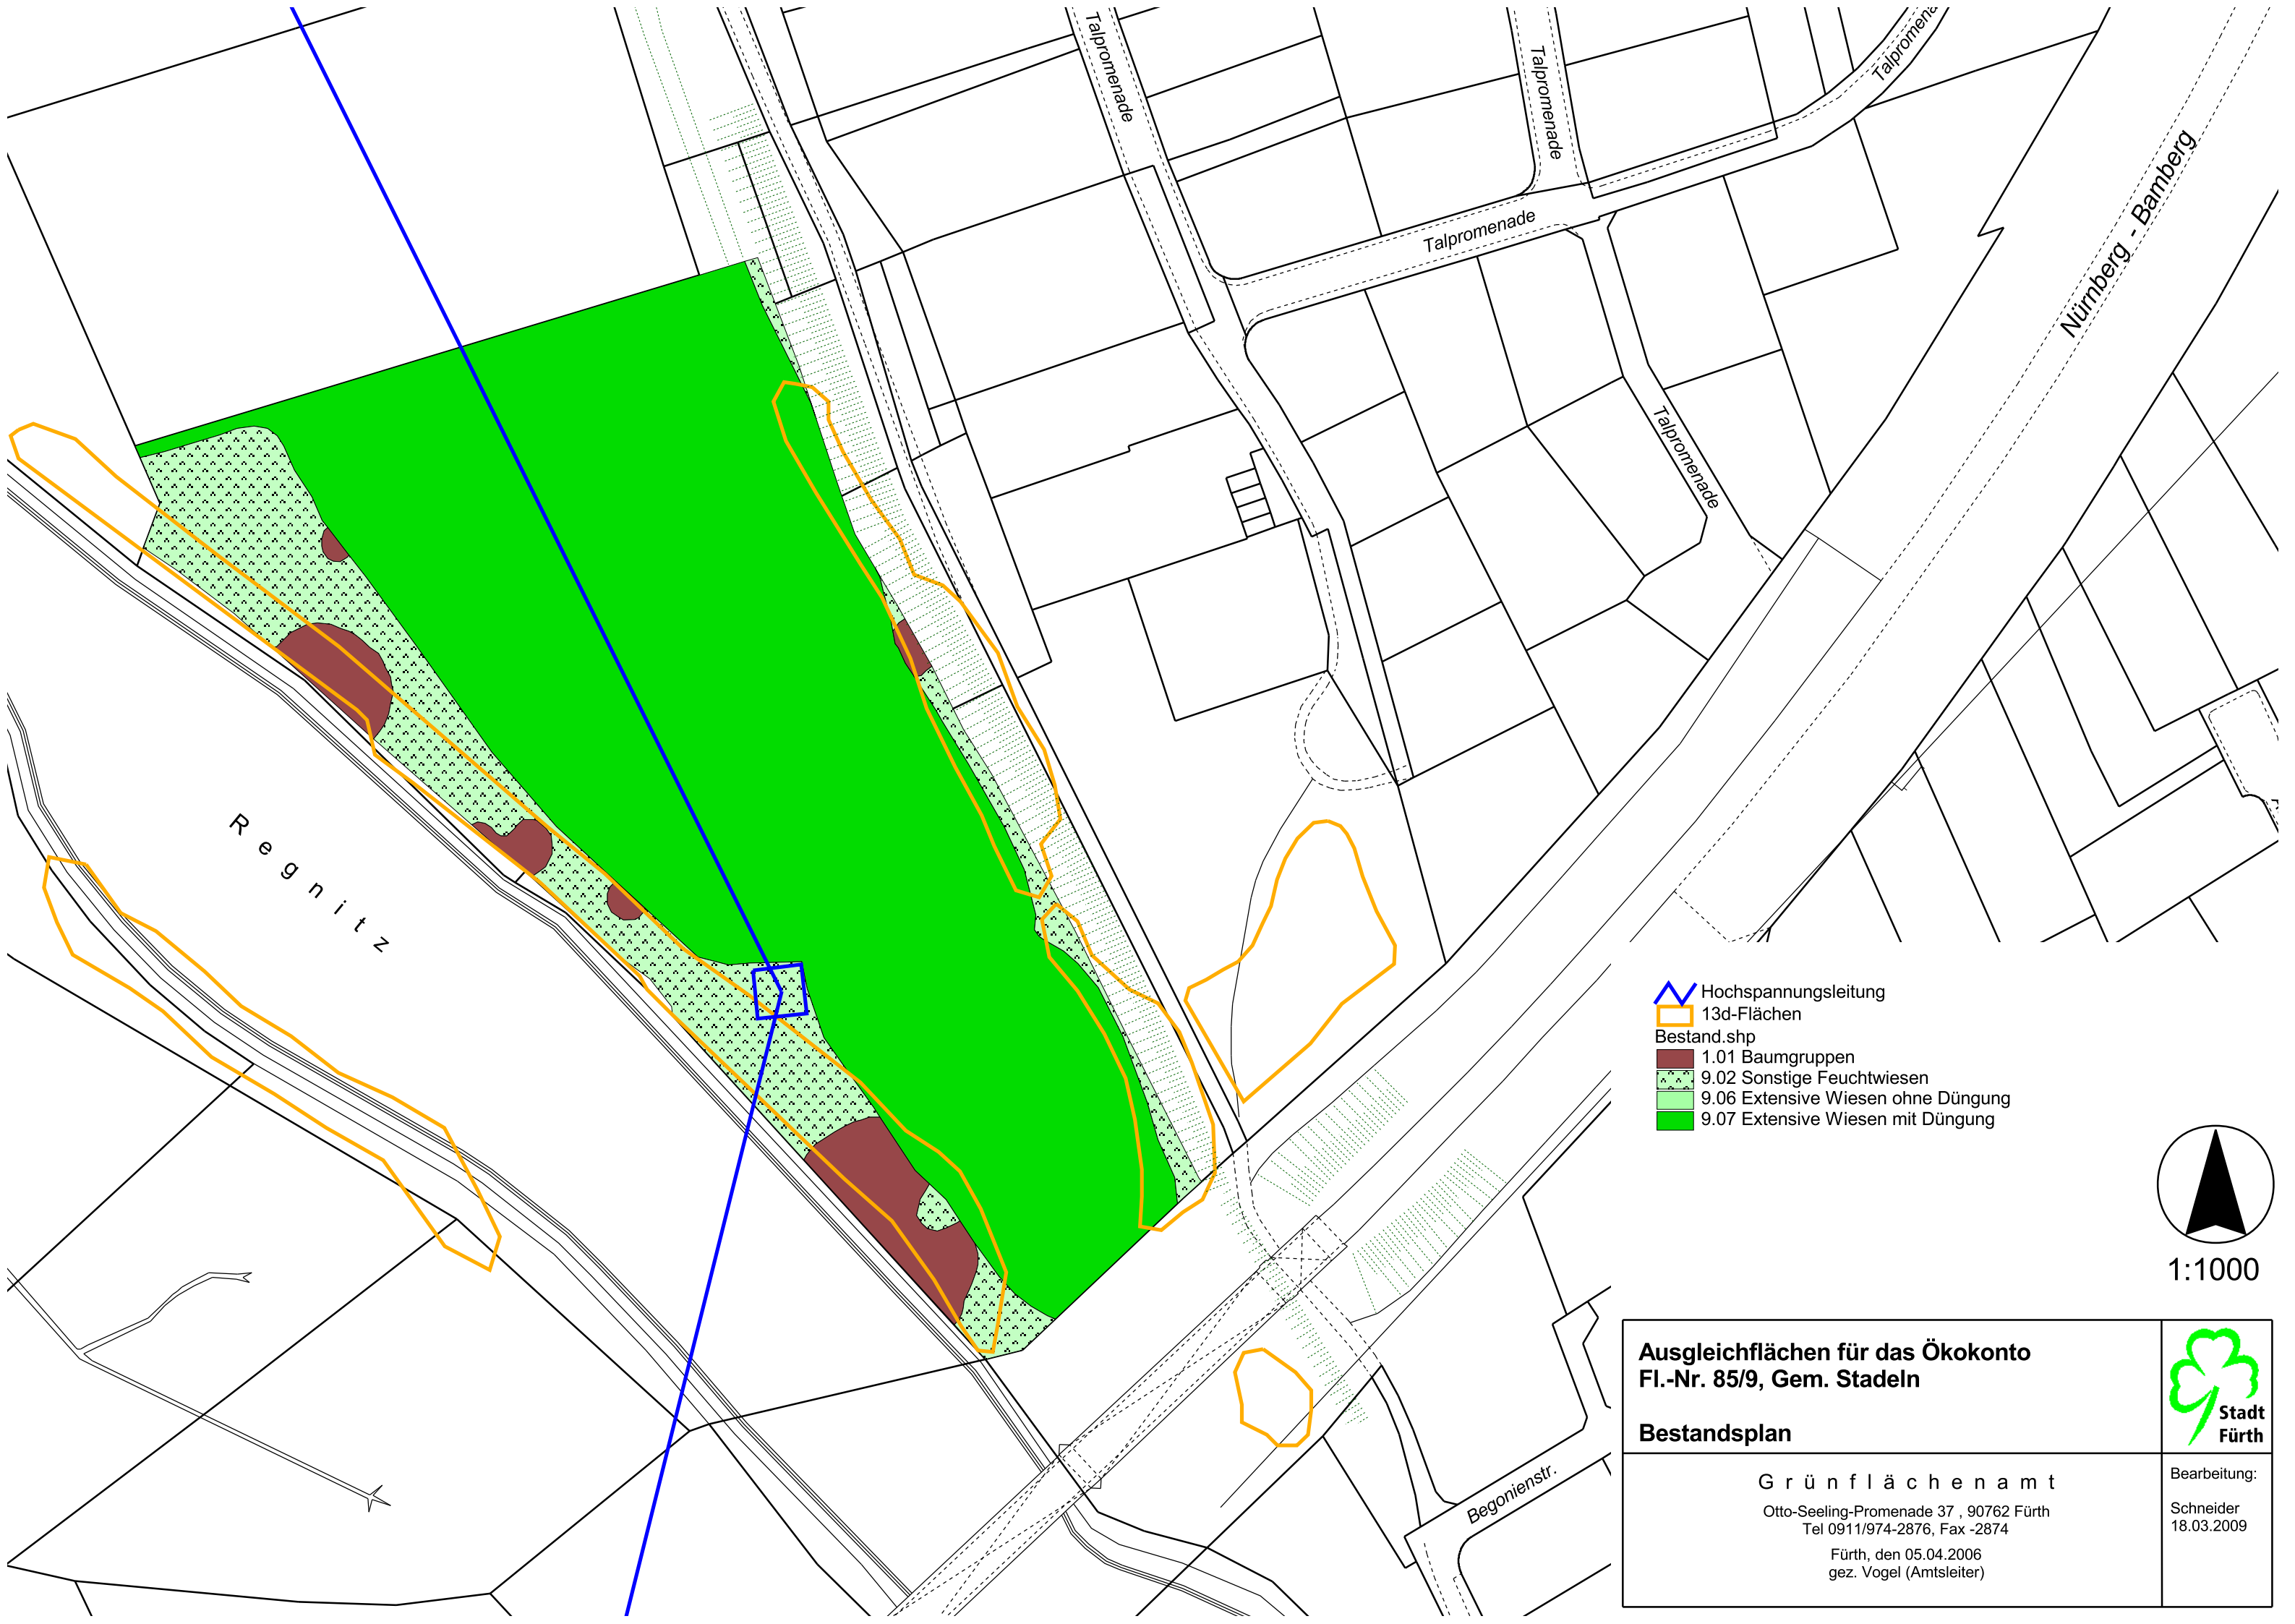 Talpromenade
Talpromenade
Nürnberg - Bamberg
Talpromenade
Talpromenade
Regnitz
Hochspannungsleitung
13d-Flächen
Bestand.shp
1.01 Baumgruppen
9.02 Sonstige Feuchtwiesen
9.06 Extensive Wiesen ohne Düngung
9.07 Extensive Wiesen mit Düngung
1:1000
Ausgleichflächen für das Ökokonto
Fl.-Nr. 85/9, Gem. Stadeln
Bestandsplan
Stadt
Fürth
Grünflächenamt
Otto-Seeling-Promenade 37 , 90762 Fürth
Tel 0911/974-2876, Fax -2874
Fürth, den 05.04.2006
gez. Vogel (Amtsleiter)
Bearbeitung:
Schneider
18.03.2009
Begonienstr.